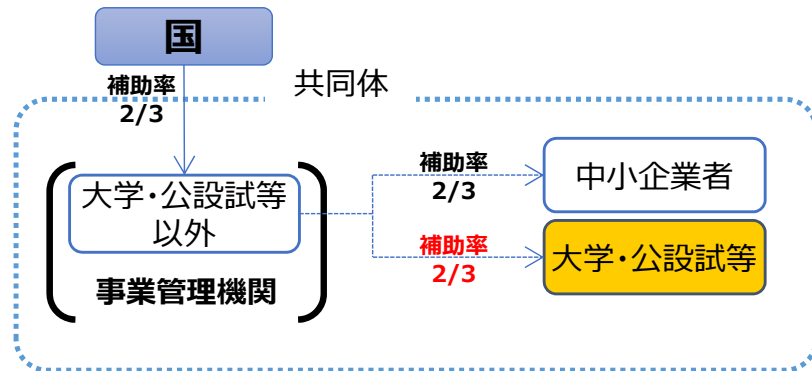 国
補助率
2/3
共同体
大学・公設試等
以外
事業管理機関
補助率
2/3
中小企業者
補助率
2/3
大学・公設試等